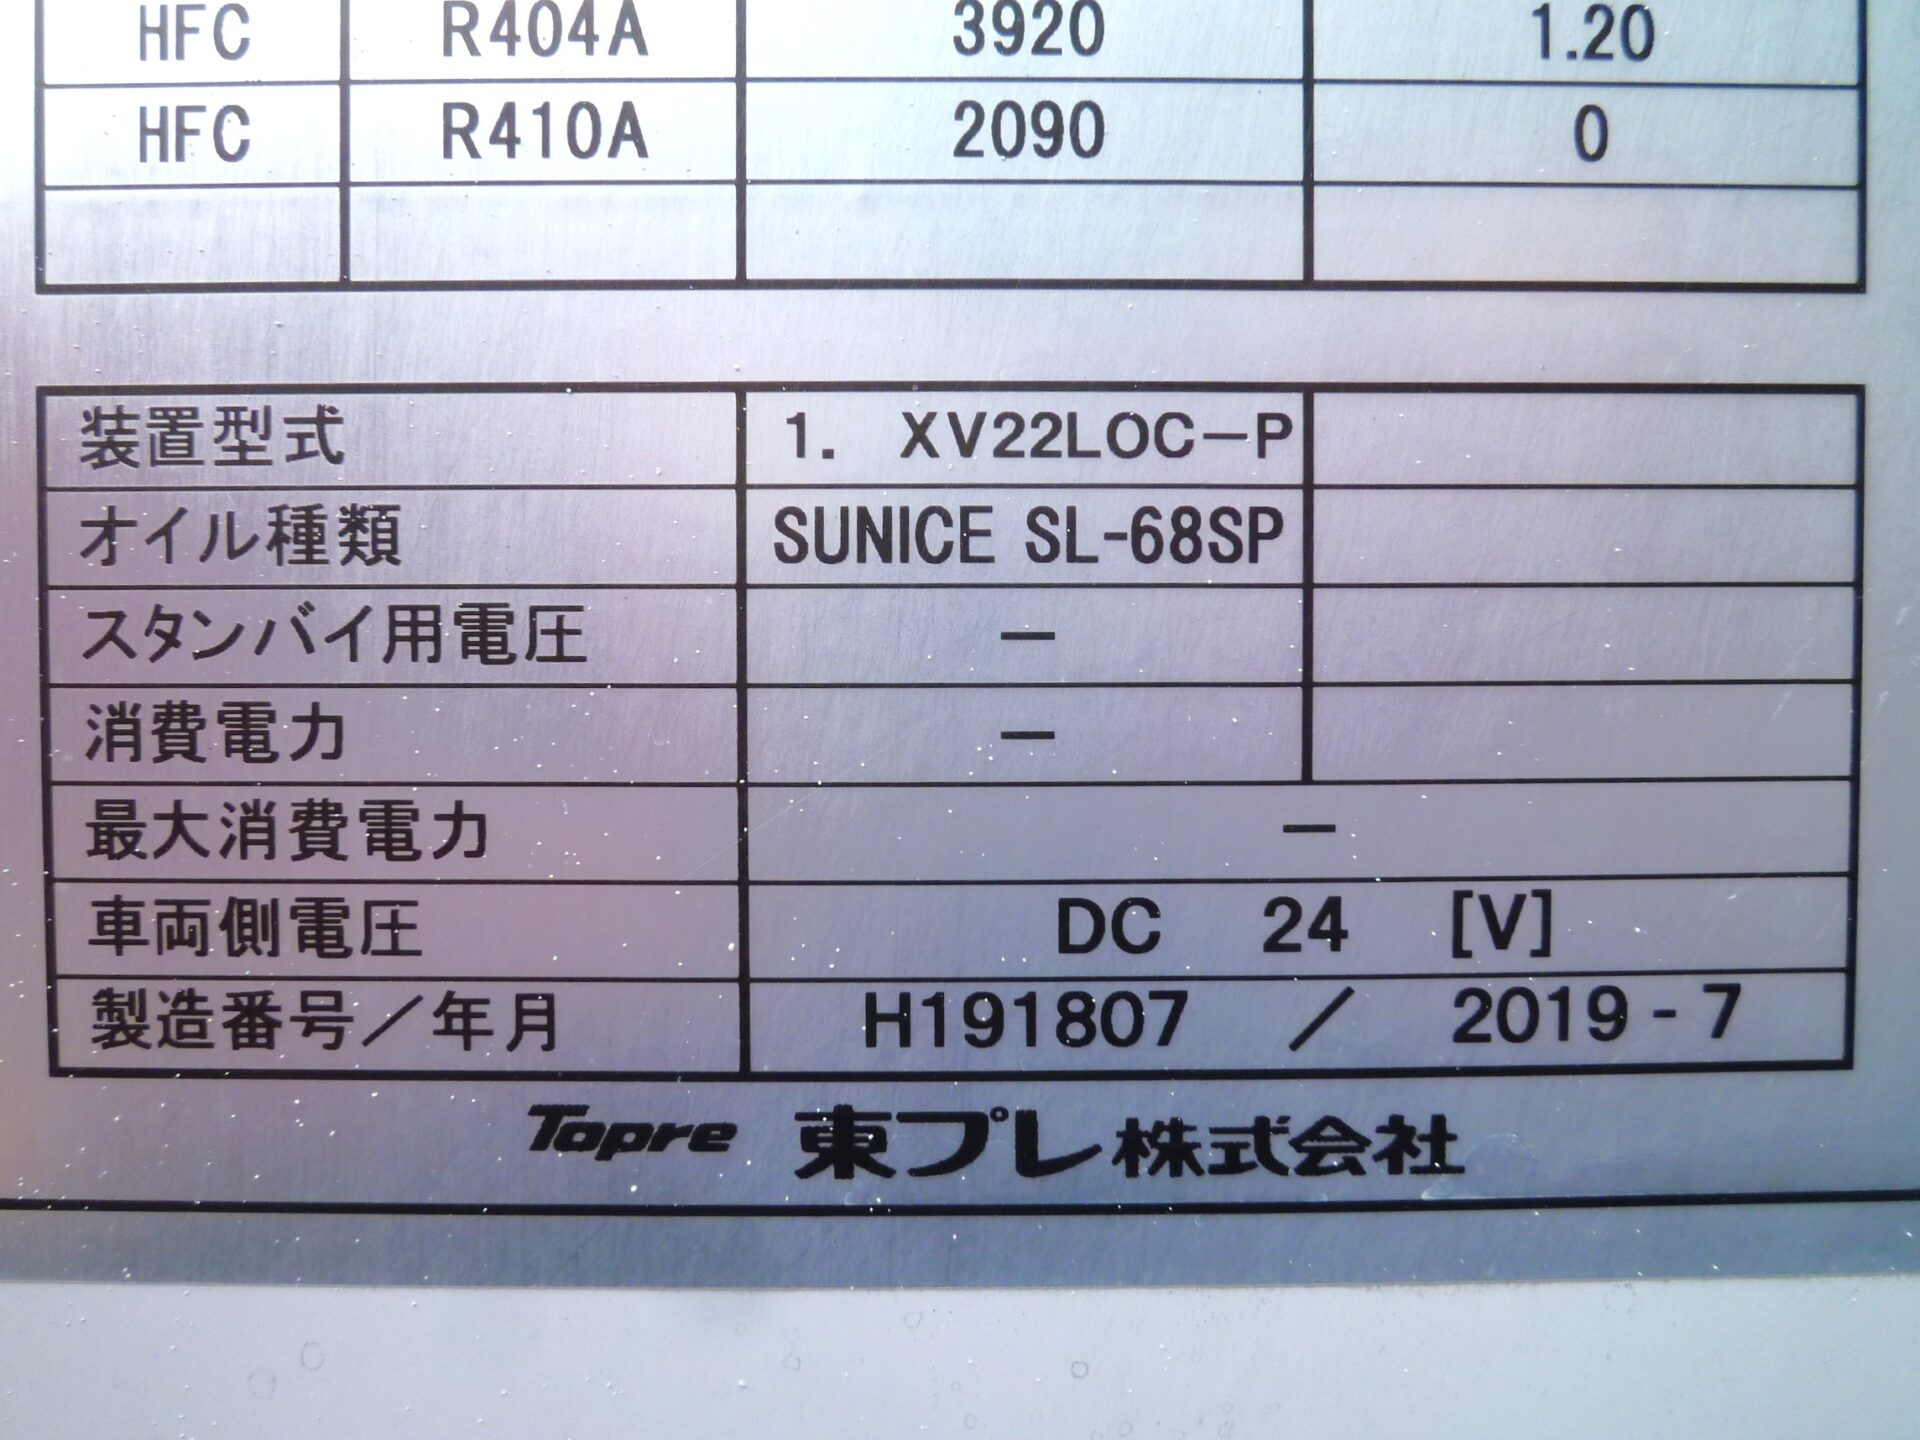 HFC R404A 3920 1.20
HFC R410A 2090 0
装置型式 1. XV22LOC－P
オイル種類 SUNICE SL-68SP
スタンバイ用電圧 －
消費電力 －
最大消費電力 －
車両側電圧 DC 24 [V]
製造番号／年月 H191807 ／ 2019-7
Topre 東プレ株式会社